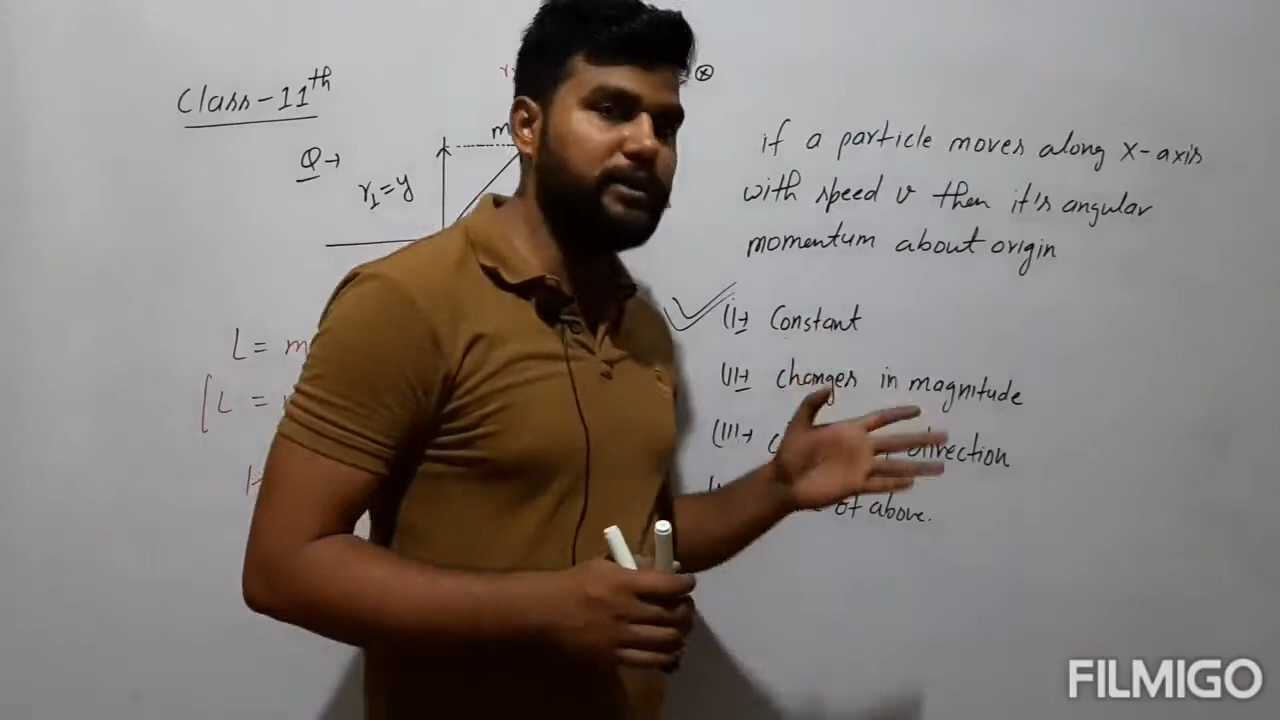 Class-11th
Q→
r⊥=y
m
⊗
L = m
[L =
if a particle moves along x-axis
with speed v then it's angular
momentum about origin
(i)→ Constant
(ii)→ changes in magnitude
(iii)→ direction
of above.
FILMIGO